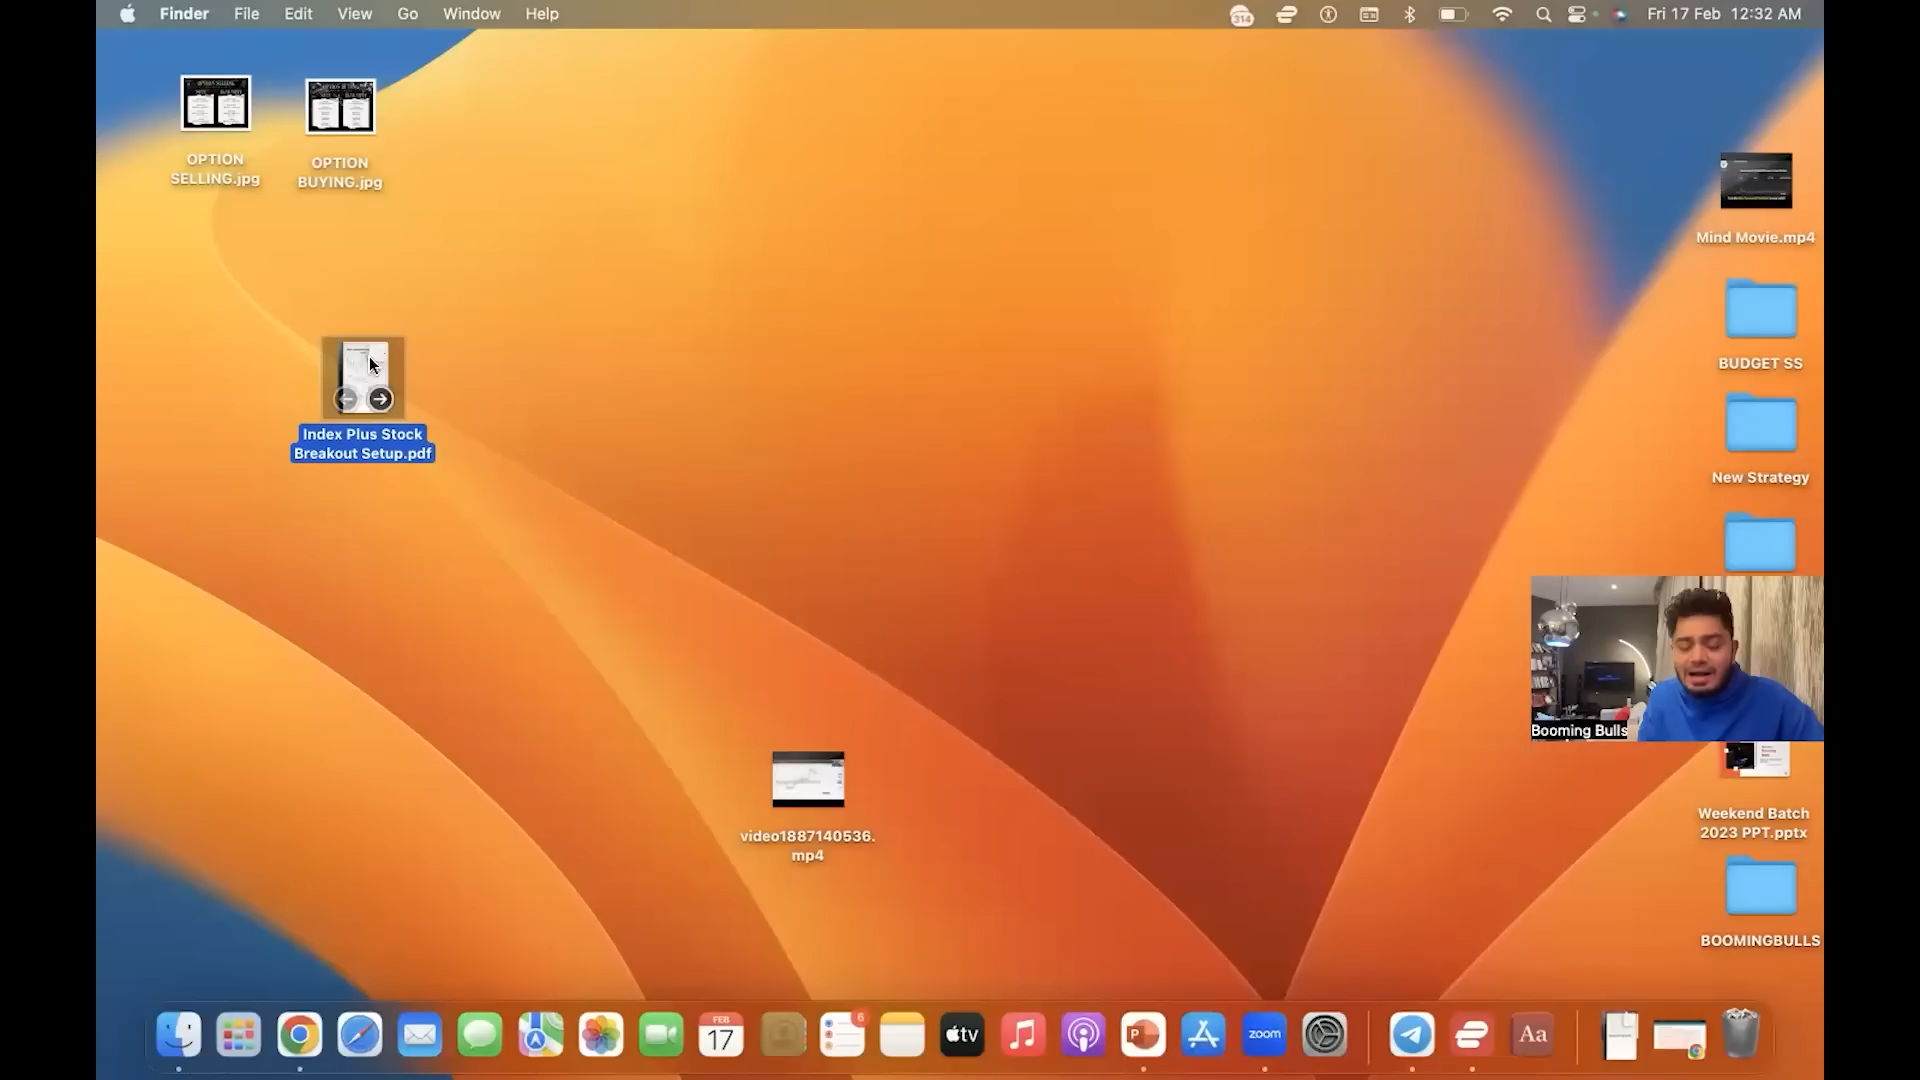 Finder File Edit View Go Window Help
314
Fri 17 Feb 12:32 AM
OPTION
SELLING.jpg
OPTION
BUYING.jpg
Mind Movie.mp4
BUDGET SS
Index Plus Stock
Breakout Setup.pdf
New Strategy
Booming Bulls
Weekend Batch
2023 PPT.pptx
video1887140536.
mp4
BOOMINGBULLS
FEB
17
6
tv
P
zoom
Aa